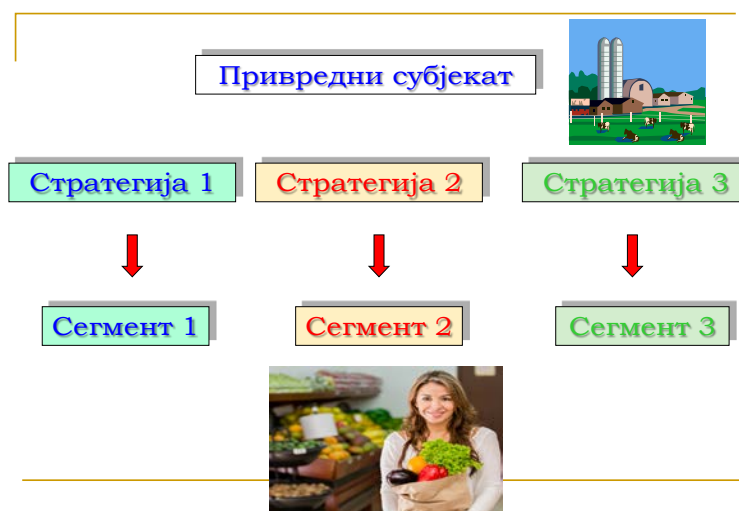 Привредни субјекат
Стратегија 1
Стратегија 2
Стратегија 3
Сегмент 1
Сегмент 2
Сегмент 3